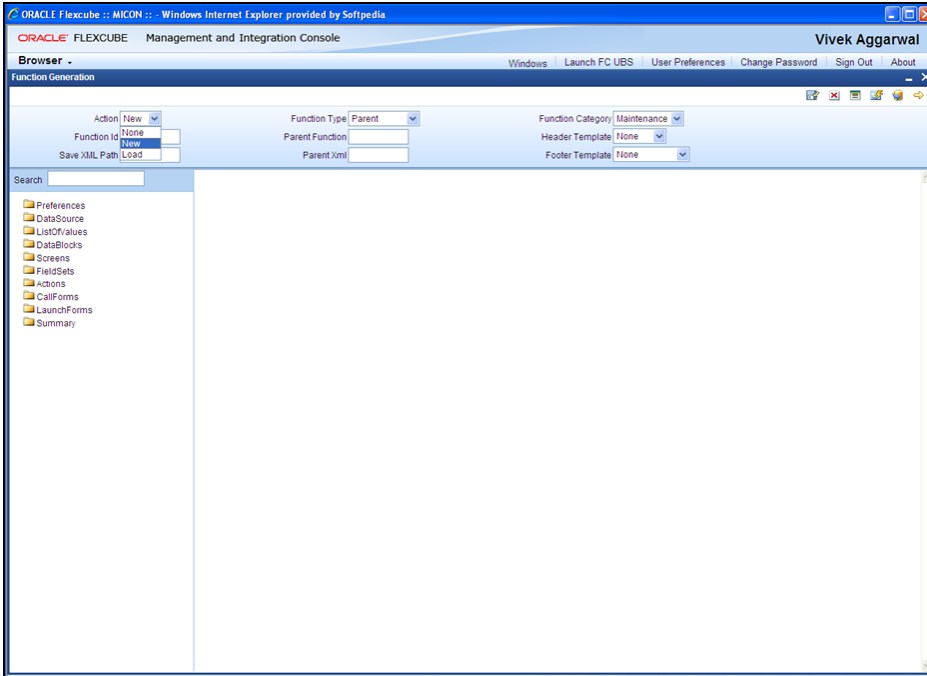 ORACLE Flexcube :: MICON :: - Windows Internet Explorer provided by Softpedia
ORACLE FLEXCUBE Management and Integration Console
Vivek Aggarwal
Browser
Windows Launch FC UBS User Preferences Change Password Sign Out About
Function Generation
Action New Function Type Parent Function Category Maintenance
None
Function Id Parent Function Header Template None
New
Save XML Path Load Parent Xml Footer Template None
Search
Preferences
DataSource
ListOfValues
DataBlocks
Screens
FieldSets
Actions
CallForms
LaunchForms
Summary